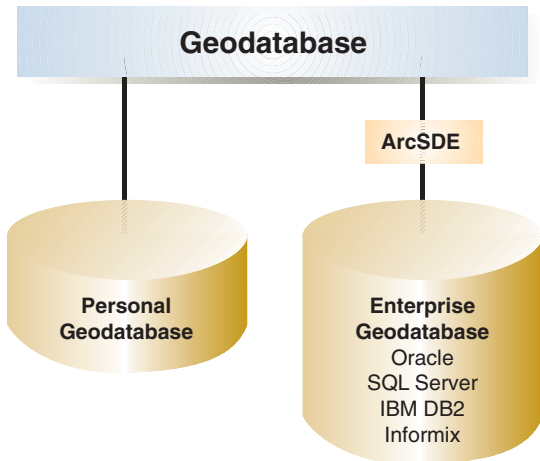 Geodatabase
ArcSDE
Personal
Geodatabase
Enterprise
Geodatabase
Oracle
SQL Server
IBM DB2
Informix